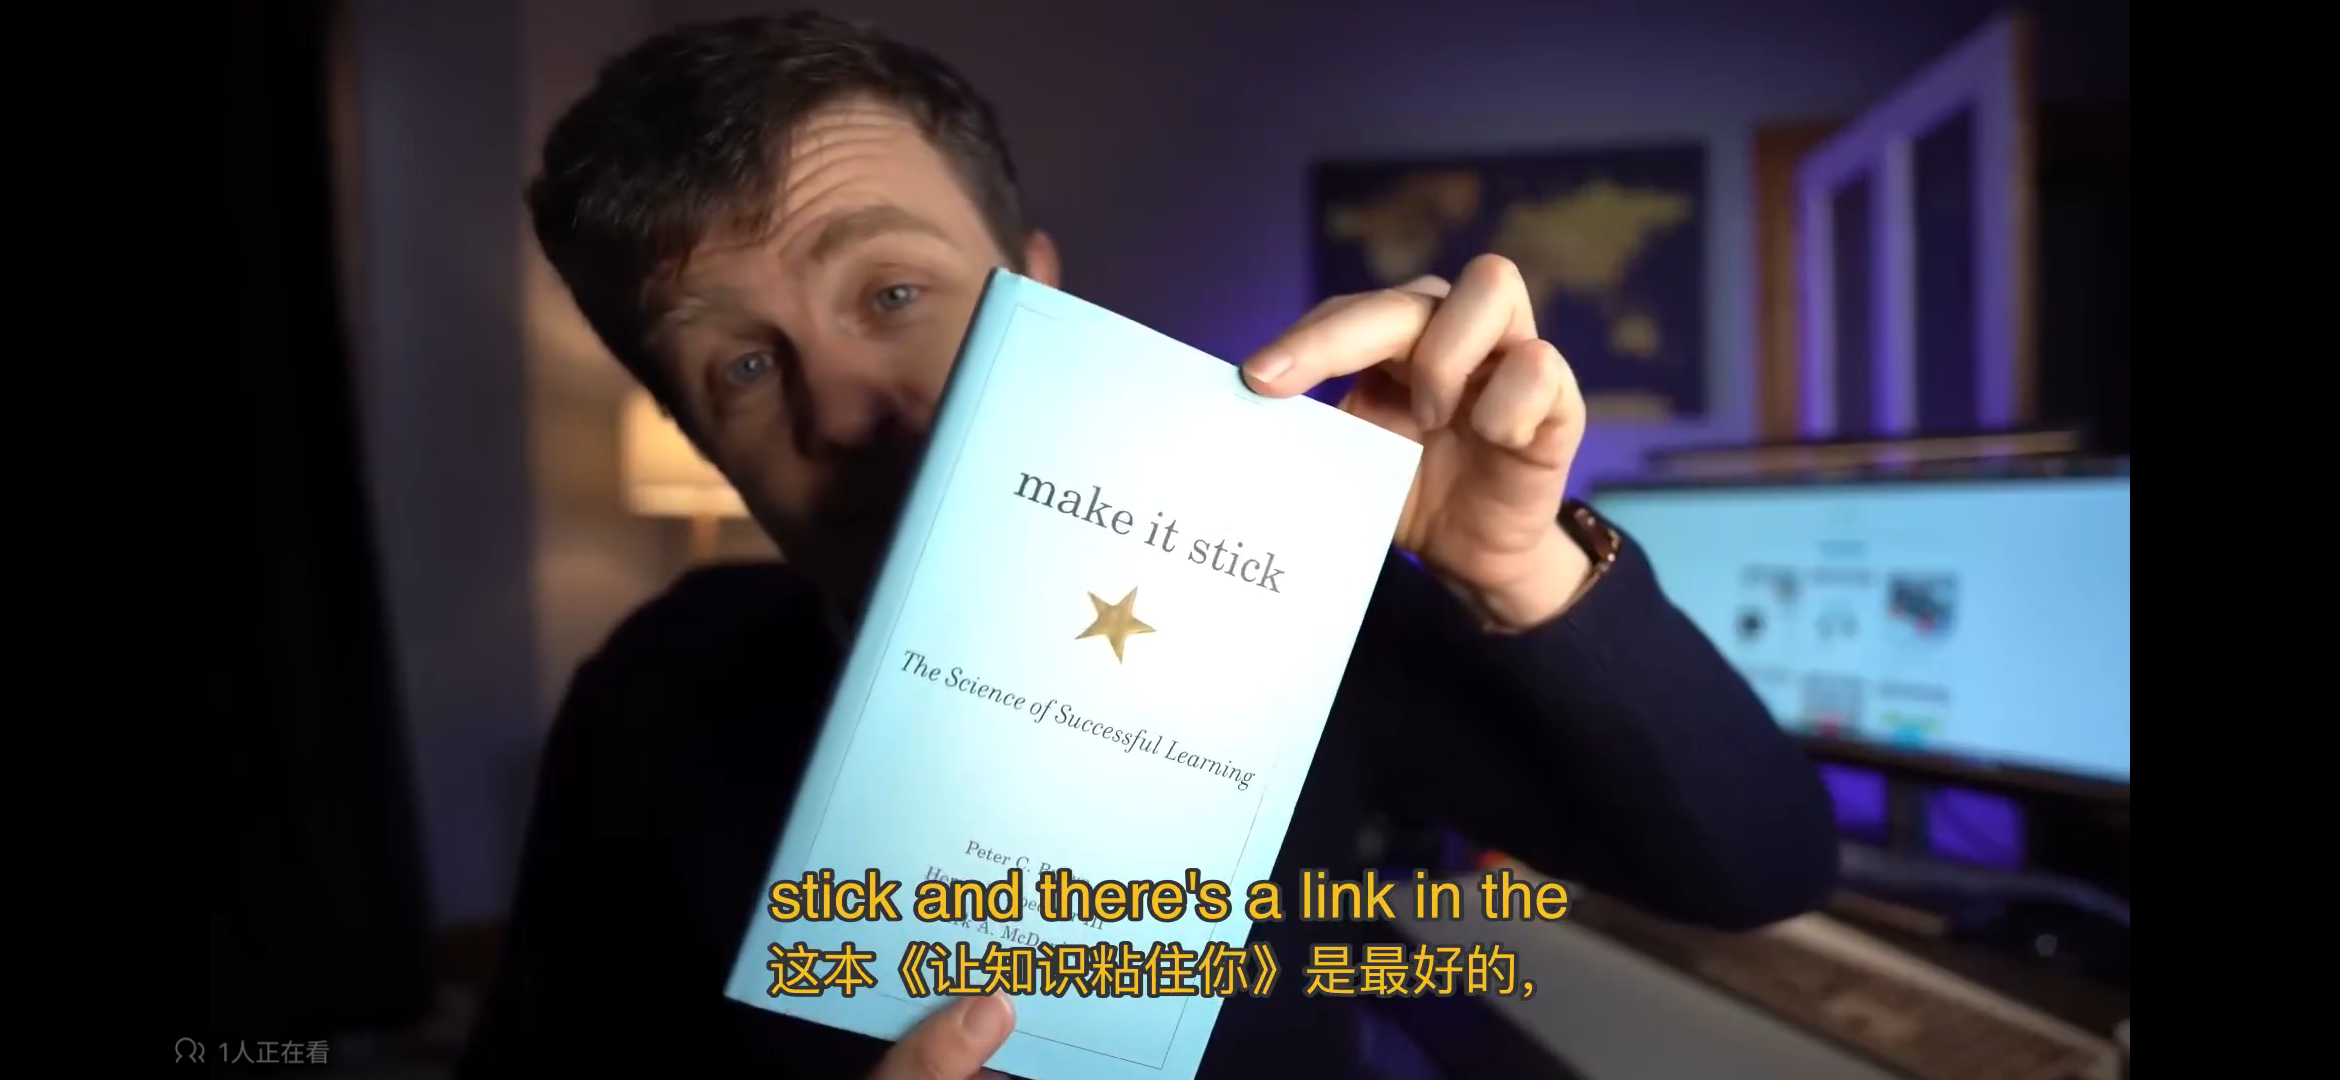 make it stick
The Science of Successful Learning
Peter C.
A. McD
stick and there's a link in the
这本《让知识粘住你》是最好的,
1人正在看